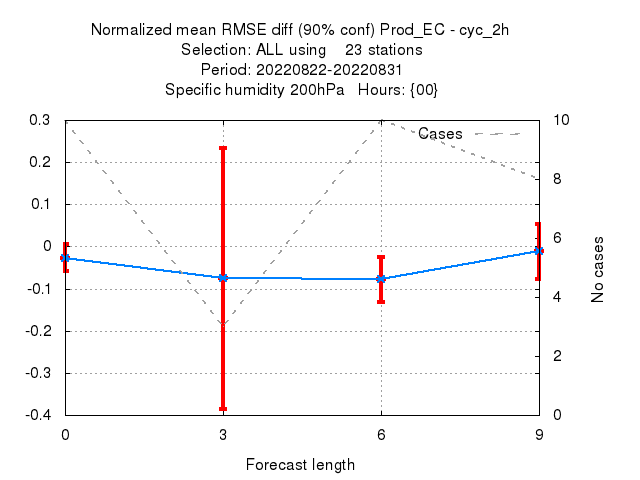 Normalized mean RMSE diff (90% conf) Prod_EC - cyc_2h
Selection: ALL using    23 stations
Period: 20220822-20220831
Specific humidity 200hPa   Hours: {00}
0.3
0.2
0.1
0
-0.1
-0.2
-0.3
-0.4
Cases
10
8
6
4
2
0
No cases
0 3 6 9
Forecast length